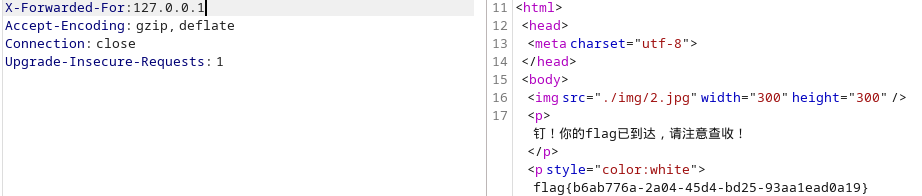 X-Forwarded-For:127.0.0.1
Accept-Encoding: gzip, deflate
Connection: close
Upgrade-Insecure-Requests: 1
11 <html>
12 <head>
13 <meta charset="utf-8">
14 </head>
15 <body>
16 <img src="./img/2.jpg" width="300" height="300" />
17 <p>
钉！你的flag已到达，请注意查收！
</p>
<p style="color:white">
flag{b6ab776a-2a04-45d4-bd25-93aa1ead0a19}